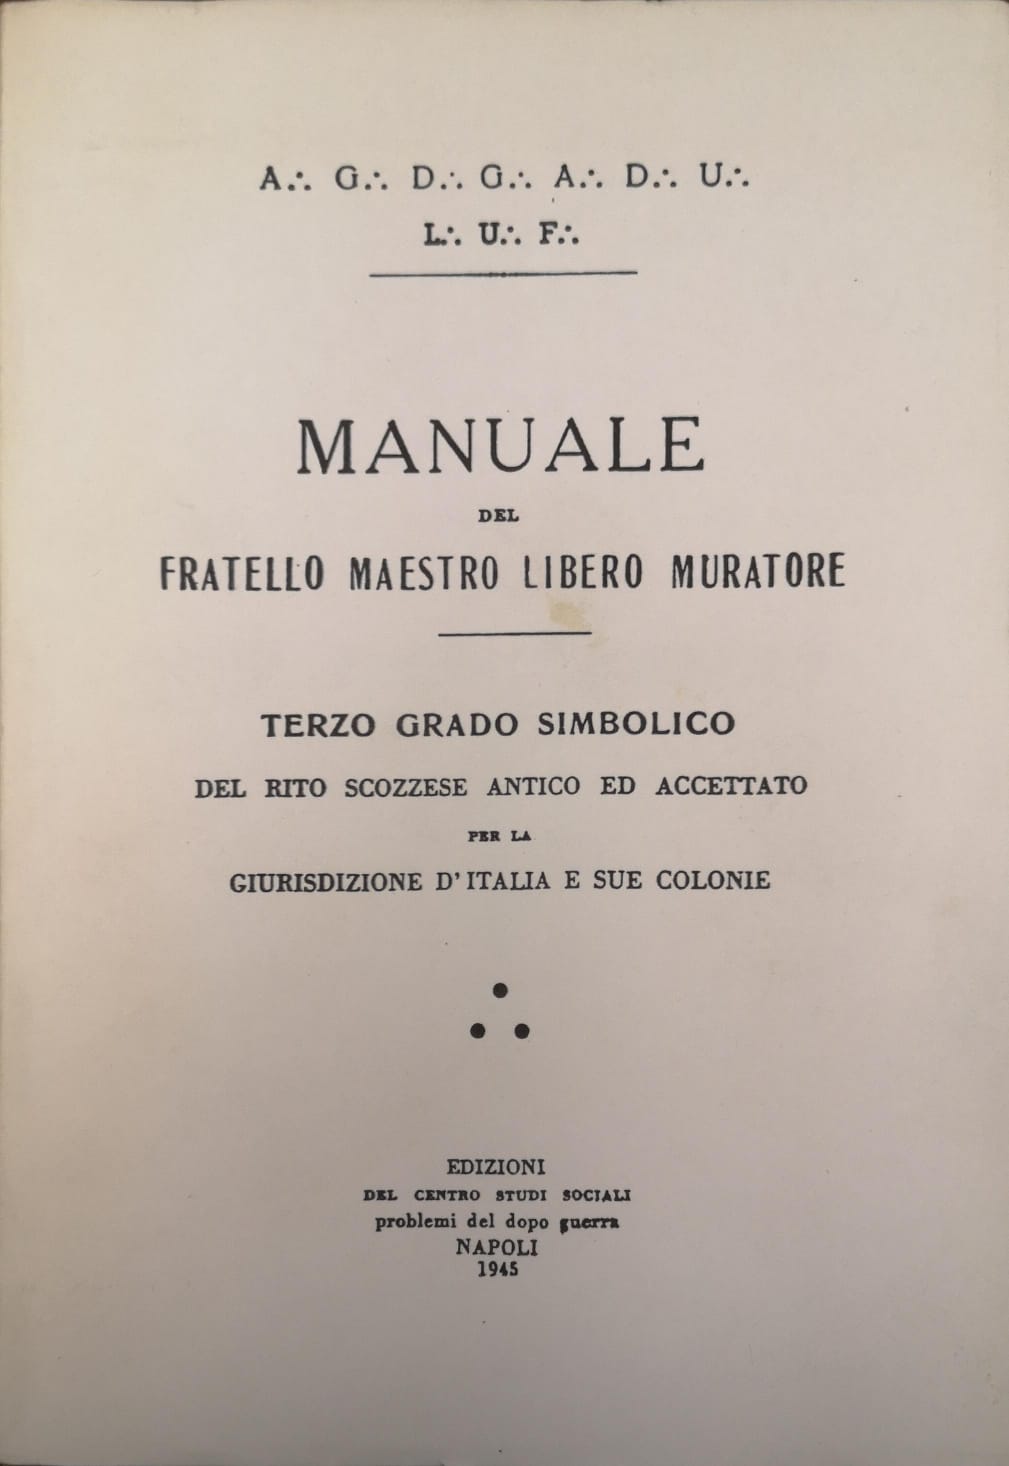 A∴ G∴ D∴ G∴ A∴ D∴ U∴
L∴ U∴ F∴
MANUALE
DEL
FRATELLO MAESTRO LIBERO MURATORE
TERZO GRADO SIMBOLICO
DEL RITO SCOZZESE ANTICO ED ACCETTATO
PER LA
GIURISDIZIONE D'ITALIA E SUE COLONIE
∴
EDIZIONI
DEL CENTRO STUDI SOCIALI
problemi del dopo guerra
NAPOLI
1945